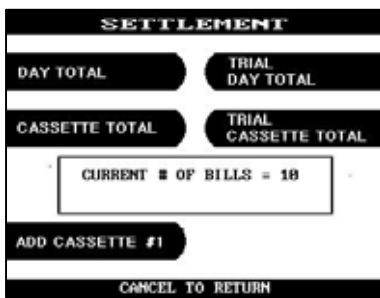 SETTLEMENT
DAY TOTAL
TRIAL
DAY TOTAL
CASSETTE TOTAL
TRIAL
CASSETTE TOTAL
CURRENT # OF BILLS = 10
ADD CASSETTE #1
CANCEL TO RETURN